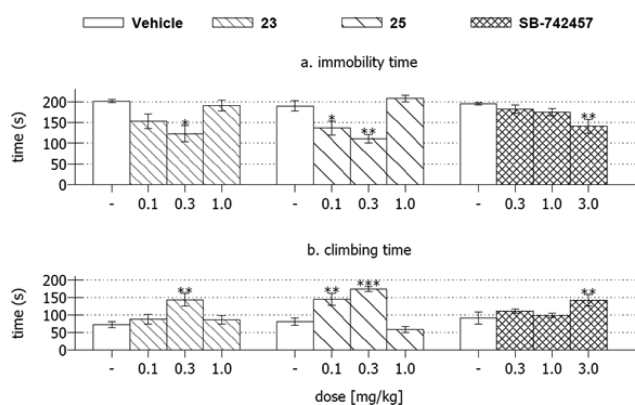 Vehicle 23 25 SB-742457
a. immobility time
time (s)
200
150
100
50
0
* * ** **
- 0.1 0.3 1.0 - 0.1 0.3 1.0 - 0.3 1.0 3.0
b. climbing time
time (s)
200
150
100
50
0
** ** *** **
- 0.1 0.3 1.0 - 0.1 0.3 1.0 - 0.3 1.0 3.0
dose [mg/kg]